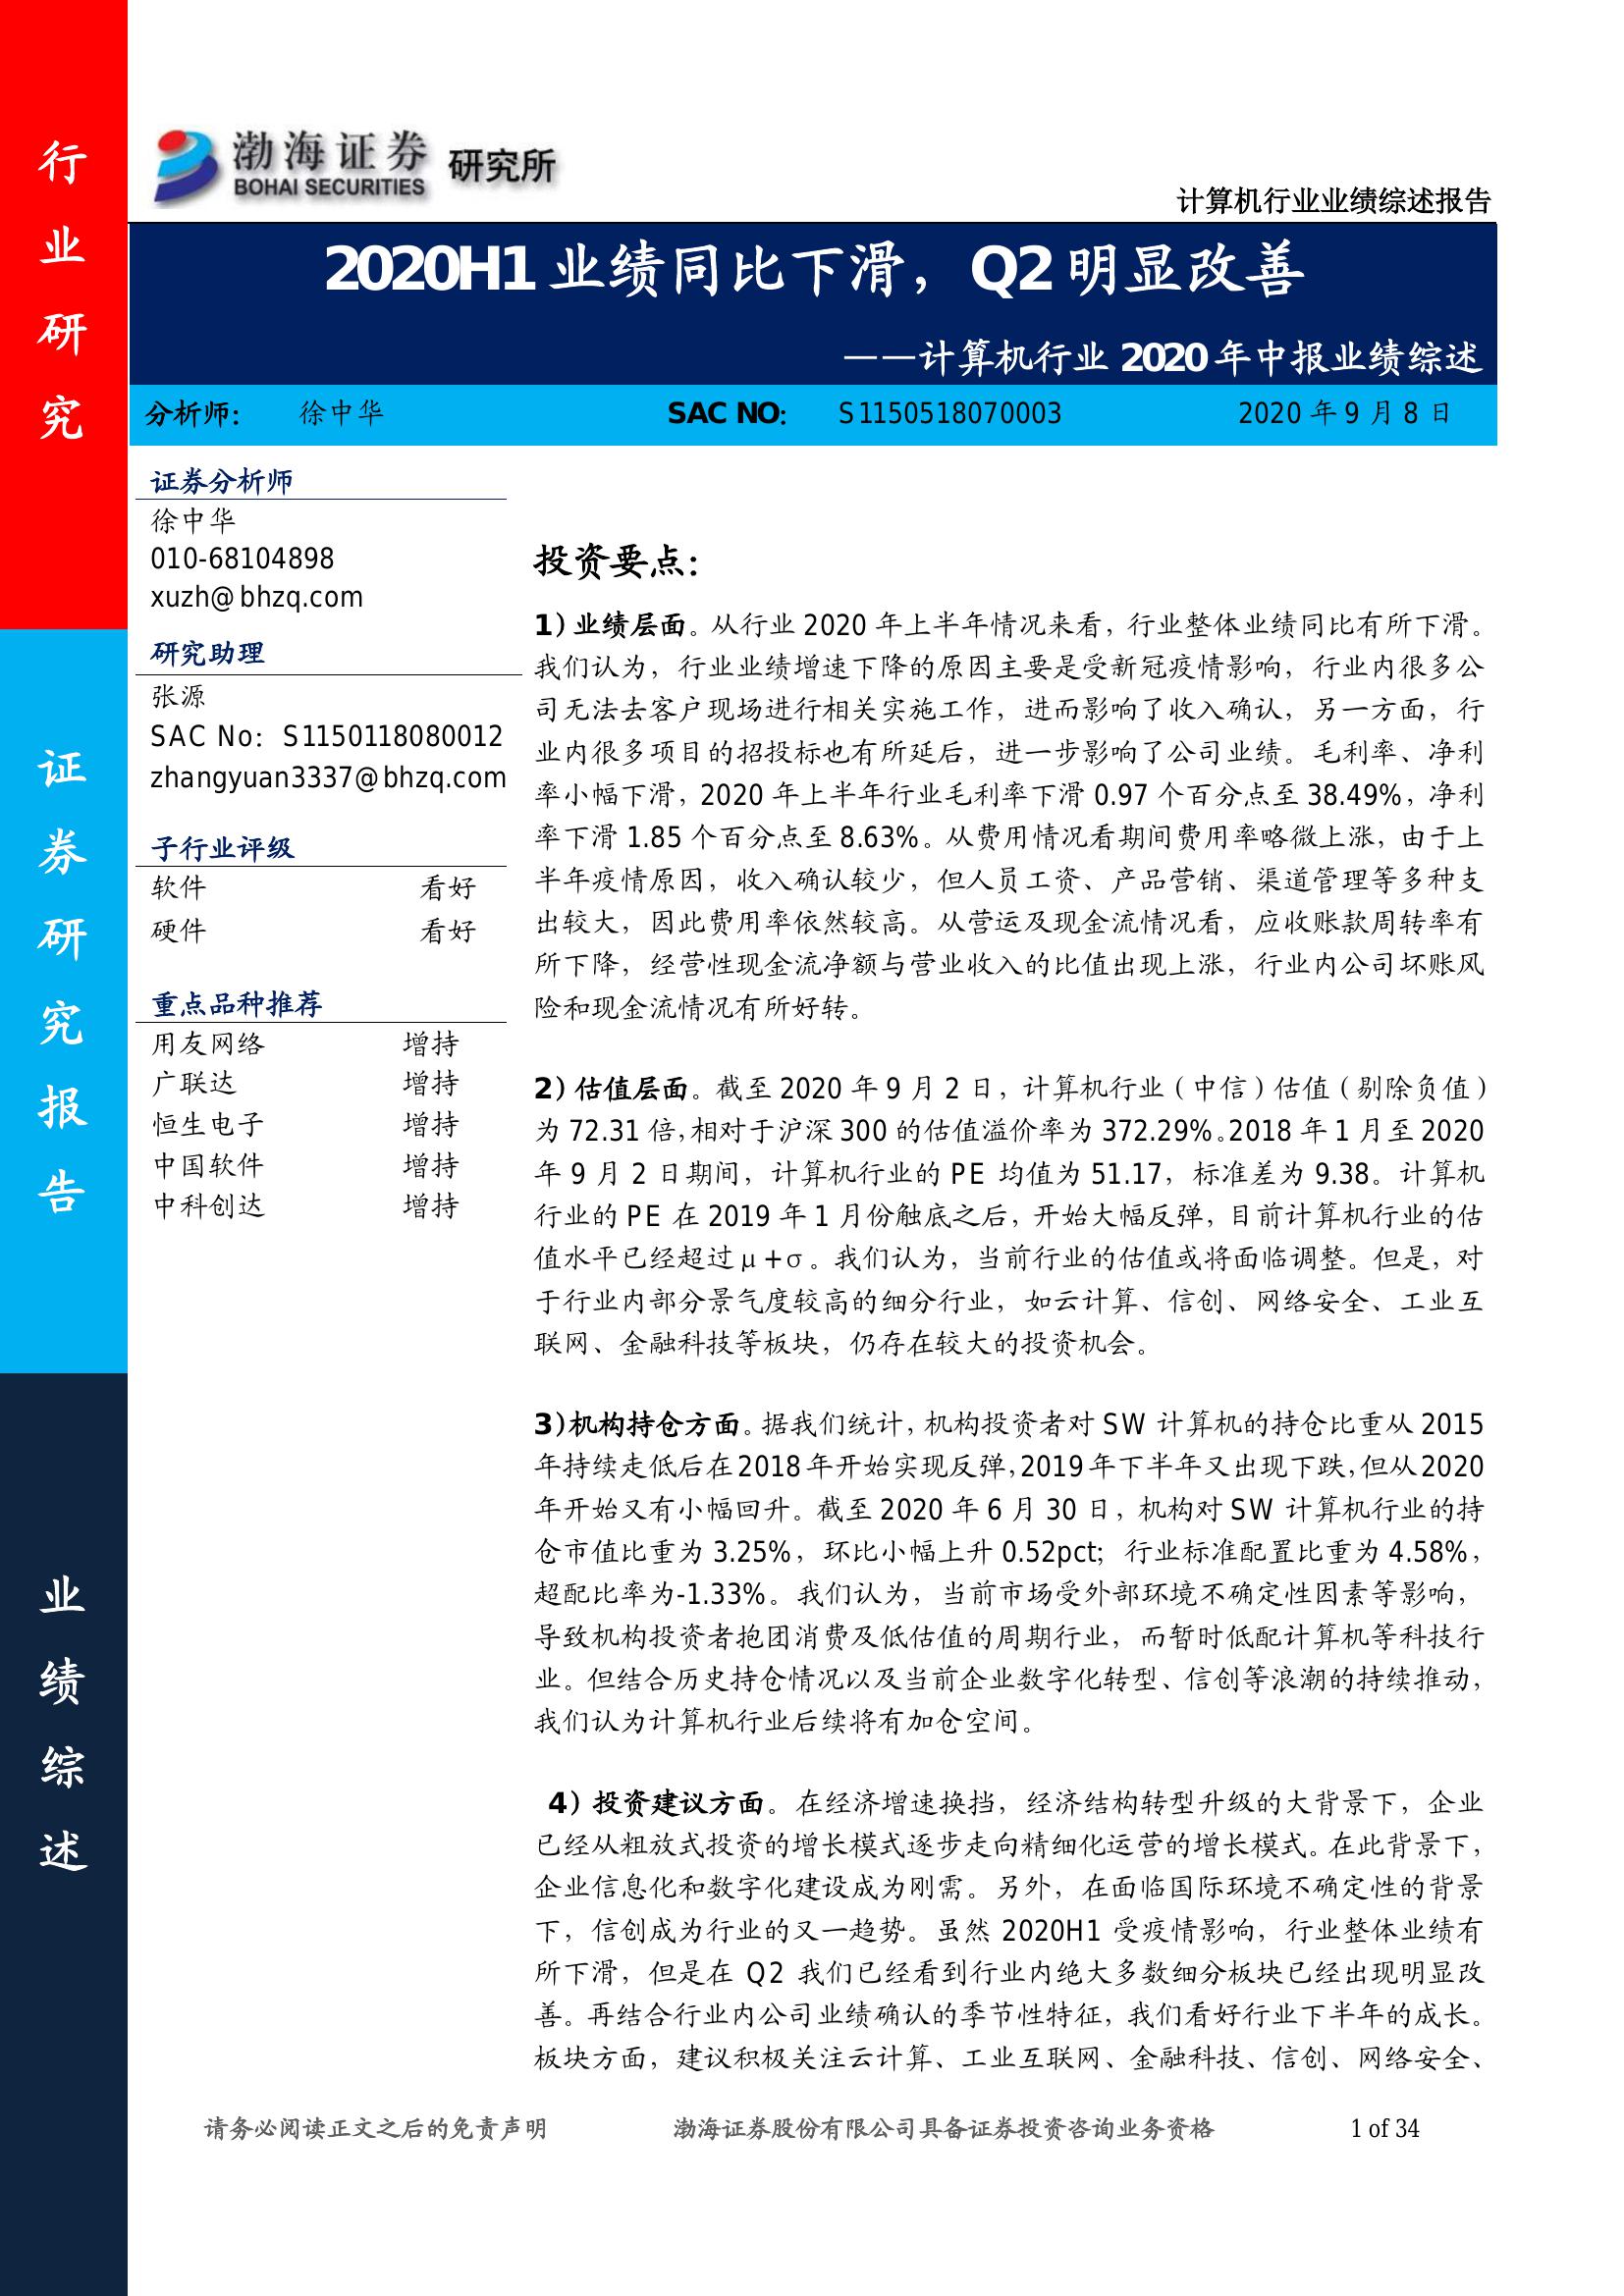 行业研究
证券研究报告
业绩综述
渤海证券 研究所
BOHAI SECURITIES
计算机行业业绩综述报告
2020H1 业绩同比下滑，Q2 明显改善
——计算机行业 2020 年中报业绩综述
分析师： 徐中华 SAC NO： S1150518070003 2020 年 9 月 8 日
证券分析师
徐中华
010-68104898
xuzh@bhzq.com
研究助理
张源
SAC No： S1150118080012
zhangyuan3337@bhzq.com
子行业评级
软件 看好
硬件 看好
重点品种推荐
用友网络 增持
广联达 增持
恒生电子 增持
中国软件 增持
中科创达 增持
投资要点：
1）业绩层面。从行业 2020 年上半年情况来看，行业整体业绩同比有所下滑。
我们认为，行业业绩增速下降的原因主要是受新冠疫情影响，行业内很多公
司无法去客户现场进行相关实施工作，进而影响了收入确认，另一方面，行
业内很多项目的招投标也有所延后，进一步影响了公司业绩。毛利率、净利
率小幅下滑，2020 年上半年行业毛利率下滑 0.97 个百分点至 38.49%，净利
率下滑 1.85 个百分点至 8.63%。从费用情况看期间费用率略微上涨，由于上
半年疫情原因，收入确认较少，但人员工资、产品营销、渠道管理等多种支
出较大，因此费用率依然较高。从营运及现金流情况看，应收账款周转率有
所下降，经营性现金流净额与营业收入的比值出现上涨，行业内公司坏账风
险和现金流情况有所好转。
2）估值层面。截至 2020 年 9 月 2 日，计算机行业（中信）估值（剔除负值）
为 72.31 倍，相对于沪深 300 的估值溢价率为 372.29%。2018 年 1 月至 2020
年 9 月 2 日期间，计算机行业的 PE 均值为 51.17，标准差为 9.38。计算机
行业的 PE 在 2019 年 1 月份触底之后，开始大幅反弹，目前计算机行业的估
值水平已经超过 μ+σ。我们认为，当前行业的估值或将面临调整。但是，对
于行业内部分景气度较高的细分行业，如云计算、信创、网络安全、工业互
联网、金融科技等板块，仍存在较大的投资机会。
3）机构持仓方面。据我们统计，机构投资者对 SW 计算机的持仓比重从 2015
年持续走低后在 2018 年开始实现反弹，2019 年下半年又出现下跌，但从 2020
年开始又有小幅回升。截至 2020 年 6 月 30 日，机构对 SW 计算机行业的持
仓市值比重为 3.25%，环比小幅上升 0.52pct；行业标准配置比重为 4.58%，
超配比率为-1.33%。我们认为，当前市场受外部环境不确定性因素等影响，
导致机构投资者抱团消费及低估值的周期行业，而暂时低配计算机等科技行
业。但结合历史持仓情况以及当前企业数字化转型、信创等浪潮的持续推动，
我们认为计算机行业后续将有加仓空间。
4）投资建议方面。在经济增速换挡，经济结构转型升级的大背景下，企业
已经从粗放式投资的增长模式逐步走向精细化运营的增长模式。在此背景下，
企业信息化和数字化建设成为刚需。另外，在面临国际环境不确定性的背景
下，信创成为行业的又一趋势。虽然 2020H1 受疫情影响，行业整体业绩有
所下滑，但是在 Q2 我们已经看到行业内绝大多数细分板块已经出现明显改
善。再结合行业内公司业绩确认的季节性特征，我们看好行业下半年的成长。
板块方面，建议积极关注云计算、工业互联网、金融科技、信创、网络安全、
请务必阅读正文之后的免责声明 渤海证券股份有限公司具备证券投资咨询业务资格 1 of 34